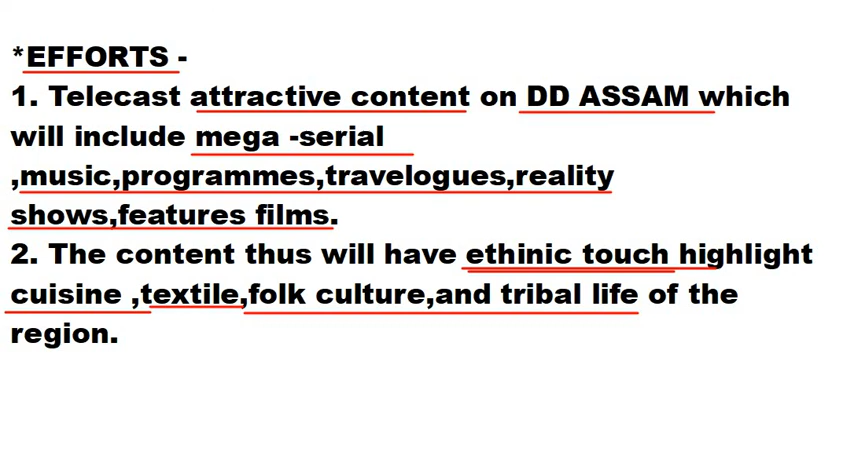 *EFFORTS -
1. Telecast attractive content on DD ASSAM which
will include mega -serial
,music,programmes,travelogues,reality
shows,features films.
2. The content thus will have ethinic touch highlight
cuisine ,textile,folk culture,and tribal life of the
region.